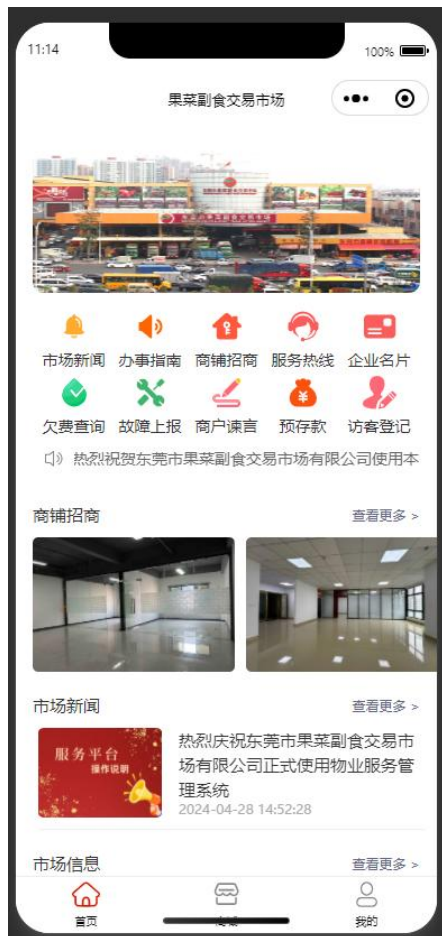 11:14
100%
果菜副食交易市场
市场新闻 办事指南 商铺招商 服务热线 企业名片
欠费查询 故障上报 商户谏言 预存款 访客登记
热烈祝贺东莞市果菜副食交易市场有限公司使用本
商铺招商
查看更多 >
市场新闻
查看更多 >
服务平台
操作说明
热烈庆祝东莞市果菜副食交易市
场有限公司正式使用物业服务管
理系统
2024-04-28 14:52:28
市场信息
查看更多 >
首页
我的